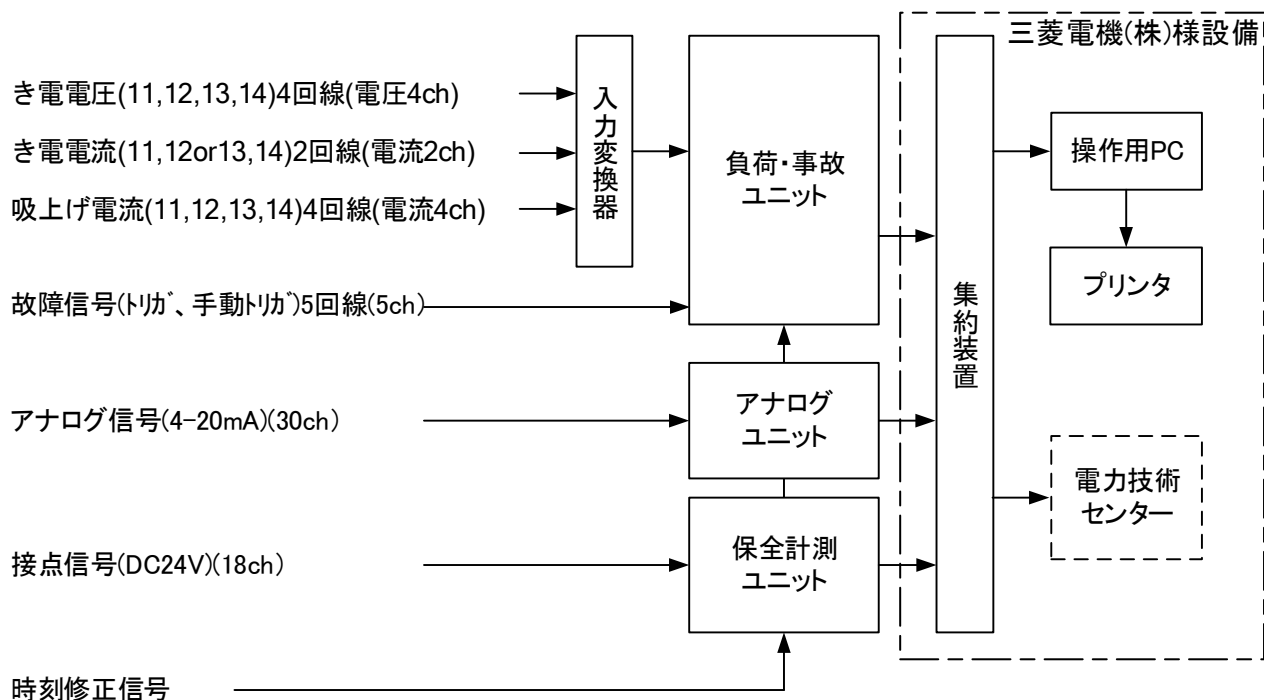 三菱電機(株)様設備
き電電圧(11,12,13,14)4回線(電圧4ch)
き電電流(11,12or13,14)2回線(電流2ch)
吸上げ電流(11,12,13,14)4回線(電流4ch)
入力変換器
負荷・事故
ユニット
操作用PC
プリンタ
故障信号(ﾄﾘｶﾞ、手動ﾄﾘｶﾞ)5回線(5ch)
集約装置
アナログ信号(4-20mA)(30ch)
アナログ
ユニット
電力技術
センター
接点信号(DC24V)(18ch)
保全計測
ユニット
時刻修正信号